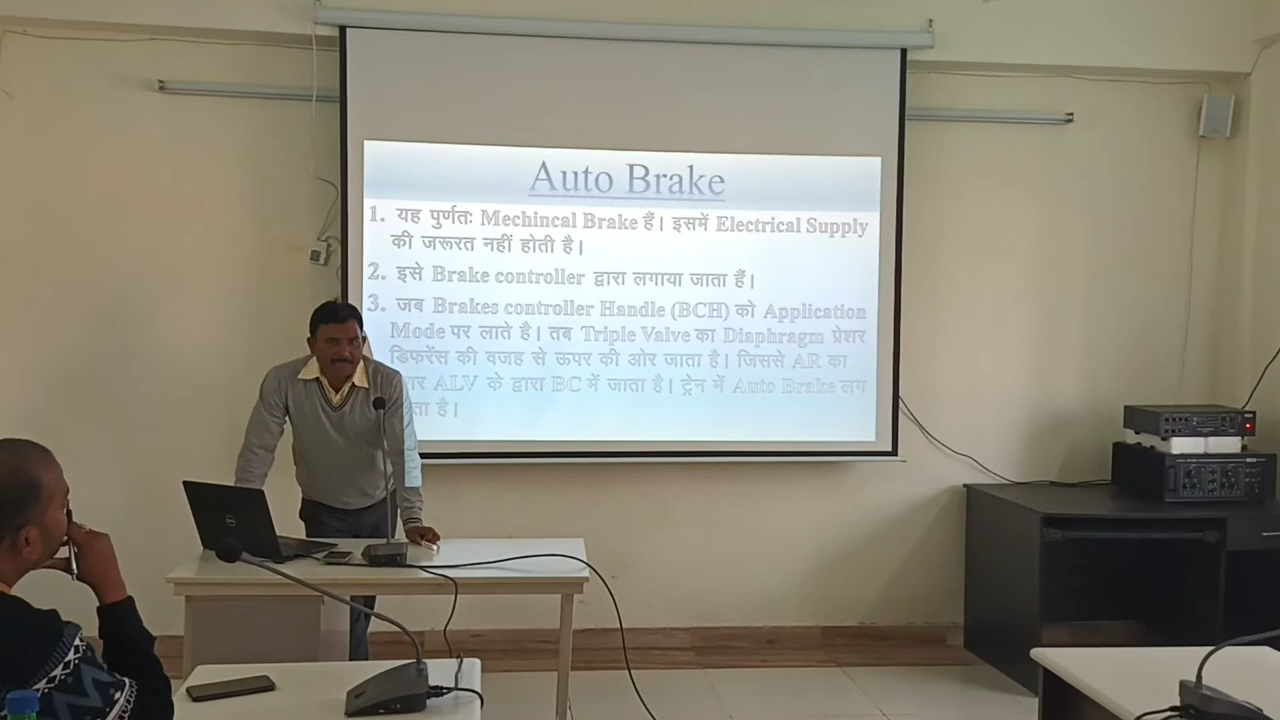 Auto Brake
1. यह पुर्णतः Mechincal Brake हैं। इसमें Electrical Supply
की जरूरत नहीं होती है।
2. इसे Brake controller द्वारा लगाया जाता हैं।
3. जब Brakes controller Handle (BCH) को Application
Mode पर लाते है। तब Triple Valve का Diaphragm प्रेशर
डिफरेंस की वजह से ऊपर की ओर जाता है। जिससे AR का
ALV के द्वारा BC में जाता है। ट्रेन में Auto Brake लग
है।
DELL